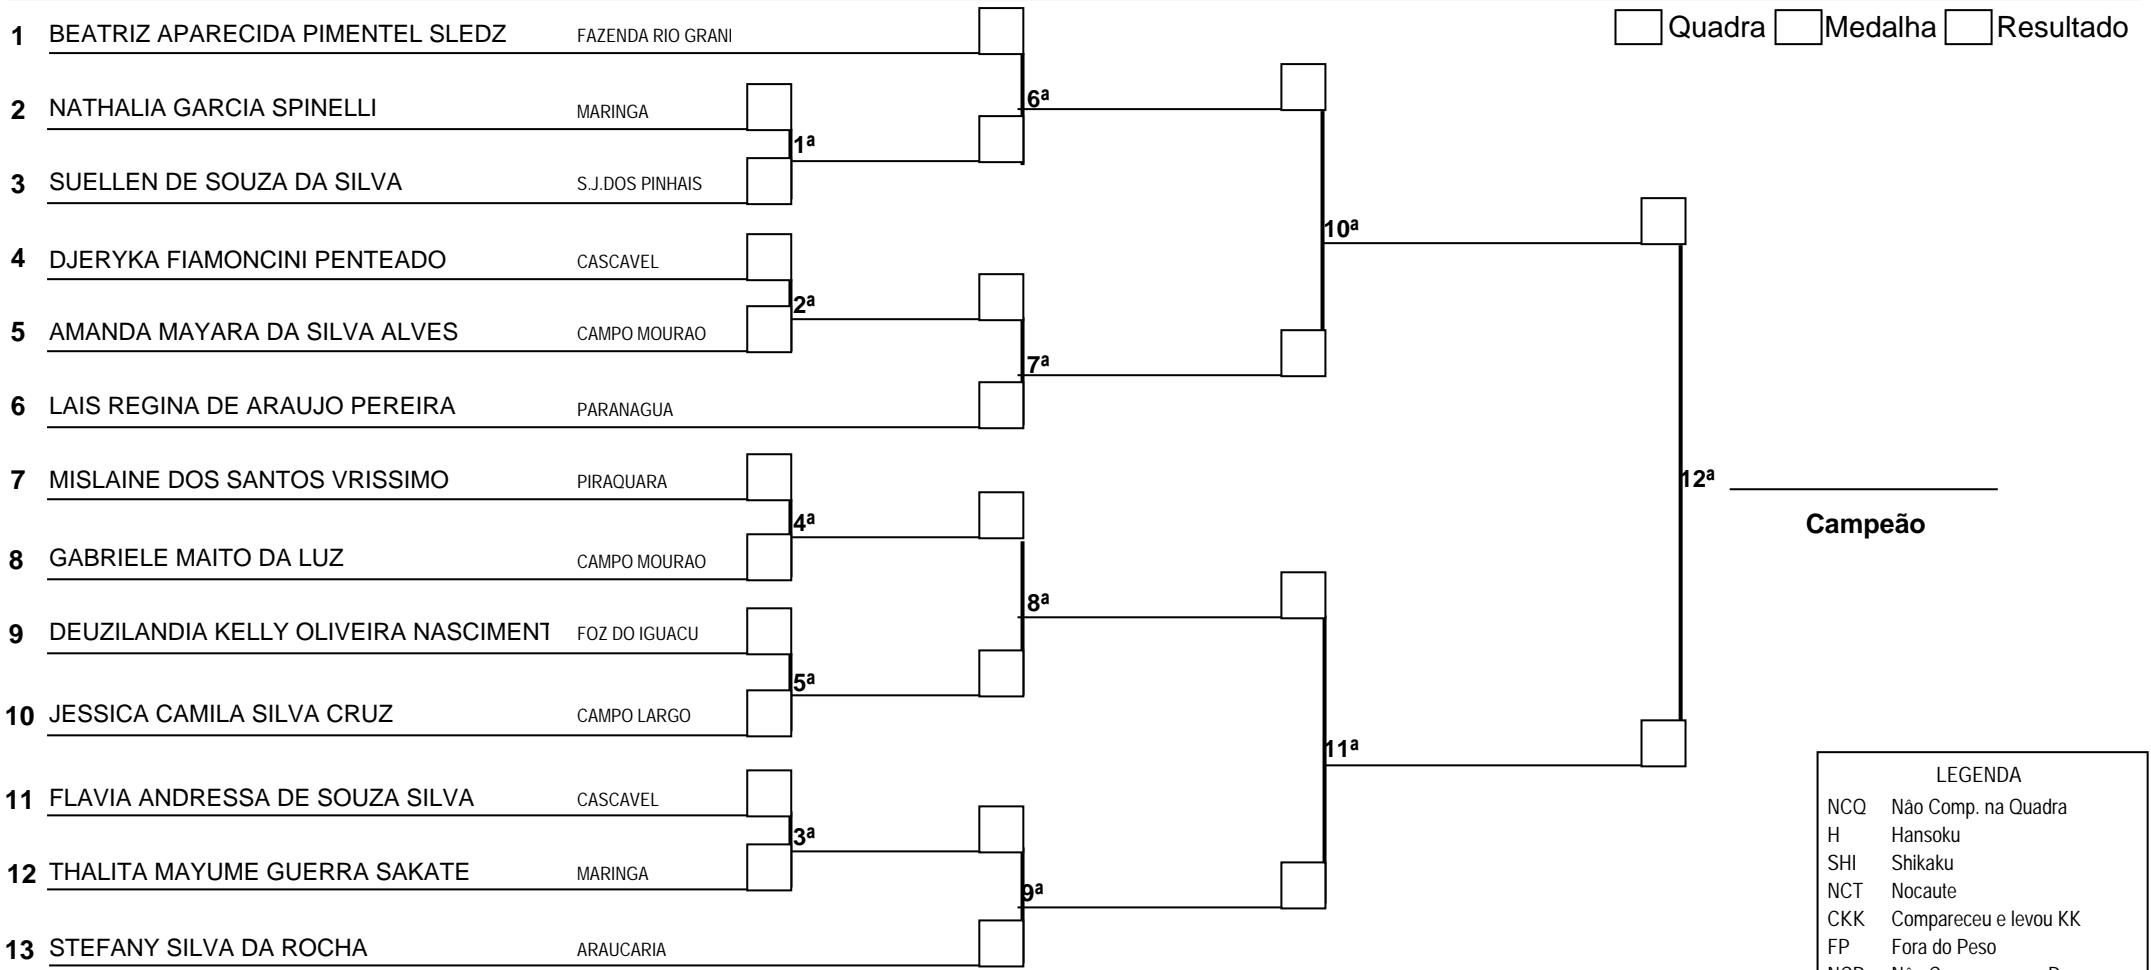 Quadra Medalha Resultado
1 BEATRIZ APARECIDA PIMENTEL SLEDZ FAZENDA RIO GRAN
2 NATHALIA GARCIA SPINELLI MARINGA
3 SUELLEN DE SOUZA DA SILVA S.J.DOS PINHAIS
4 DJERYKA FIAMONCINI PENTEADO CASCAVEL
5 AMANDA MAYARA DA SILVA ALVES CAMPO MOURAO
6 LAIS REGINA DE ARAUJO PEREIRA PARANAGUA
7 MISLAINE DOS SANTOS VRISSIMO PIRAQUARA
8 GABRIELE MAITO DA LUZ CAMPO MOURAO
9 DEUZILANDIA KELLY OLIVEIRA NASCIMENT FOZ DO IGUACU
10 JESSICA CAMILA SILVA CRUZ CAMPO LARGO
11 FLAVIA ANDRESSA DE SOUZA SILVA CASCAVEL
12 THALITA MAYUME GUERRA SAKATE MARINGA
13 STEFANY SILVA DA ROCHA ARAUCARIA
1ª
2ª
4ª
5ª
3ª
6ª
7ª
8ª
9ª
10ª
11ª
12ª
Campeão
LEGENDA
NCQ Não Comp. na Quadra
H Hansoku
SHI Shikaku
NCT Nocaute
CKK Compareceu e levou KK
FP Fora do Peso